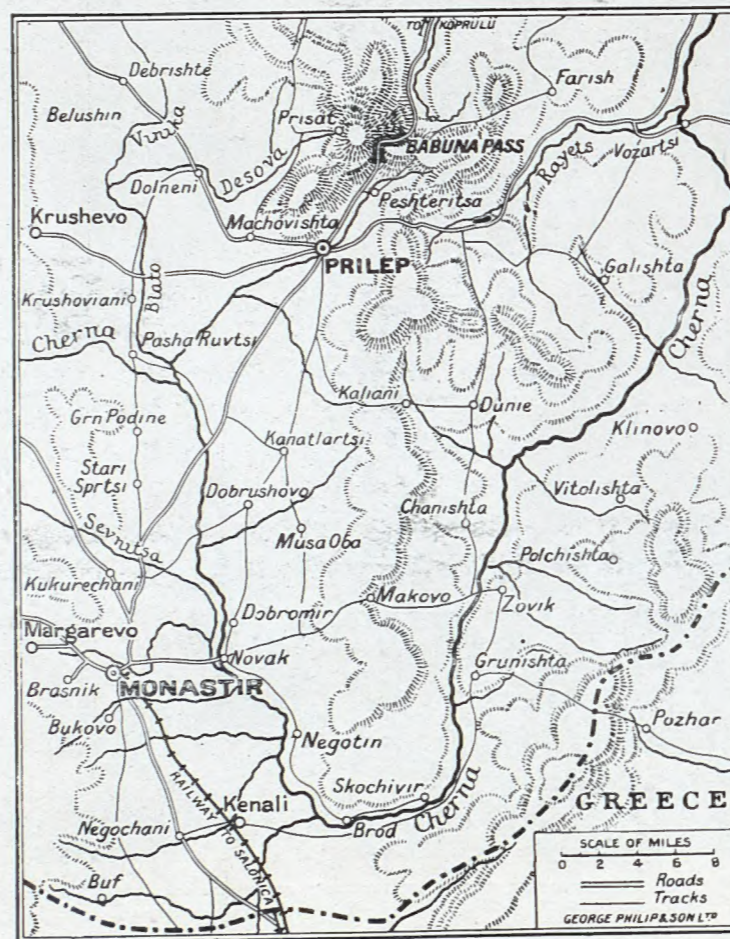 TO KÖPRÜLÜ
Debrishte
Farish
Belushin
Vinita
Prisat
BABUNA PASS
Rayets
Vozartsi
Dolneni
Desova
Peshteritsa
Krushevo
Machovishta
PRILEP
Galishta
Blato
Krushoviani
Cherna
Cherna
Pasha Ruvtsi
Kaliani
Dunie
Grn Podine
Klinovo
Kanatlartsi
Stari
Sprtsi
Dobrushovo
Vitolishta
Chanishta
Sevnitsa
Musa Oba
Polchishta
Kukurechani
Makovo
Zovik
Dobromir
Margarevo
Novak
Grunishta
Brasnik
MONASTIR
Bukovo
Pozhar
Negotin
RAILWAY TO SALONICA
Skochivir
Cherna
GREECE
Kenali
Negochani
Brod
SCALE OF MILES
0 2 4 6 8
Buf
Roads
Tracks
GEORGE PHILIP & SON LTD